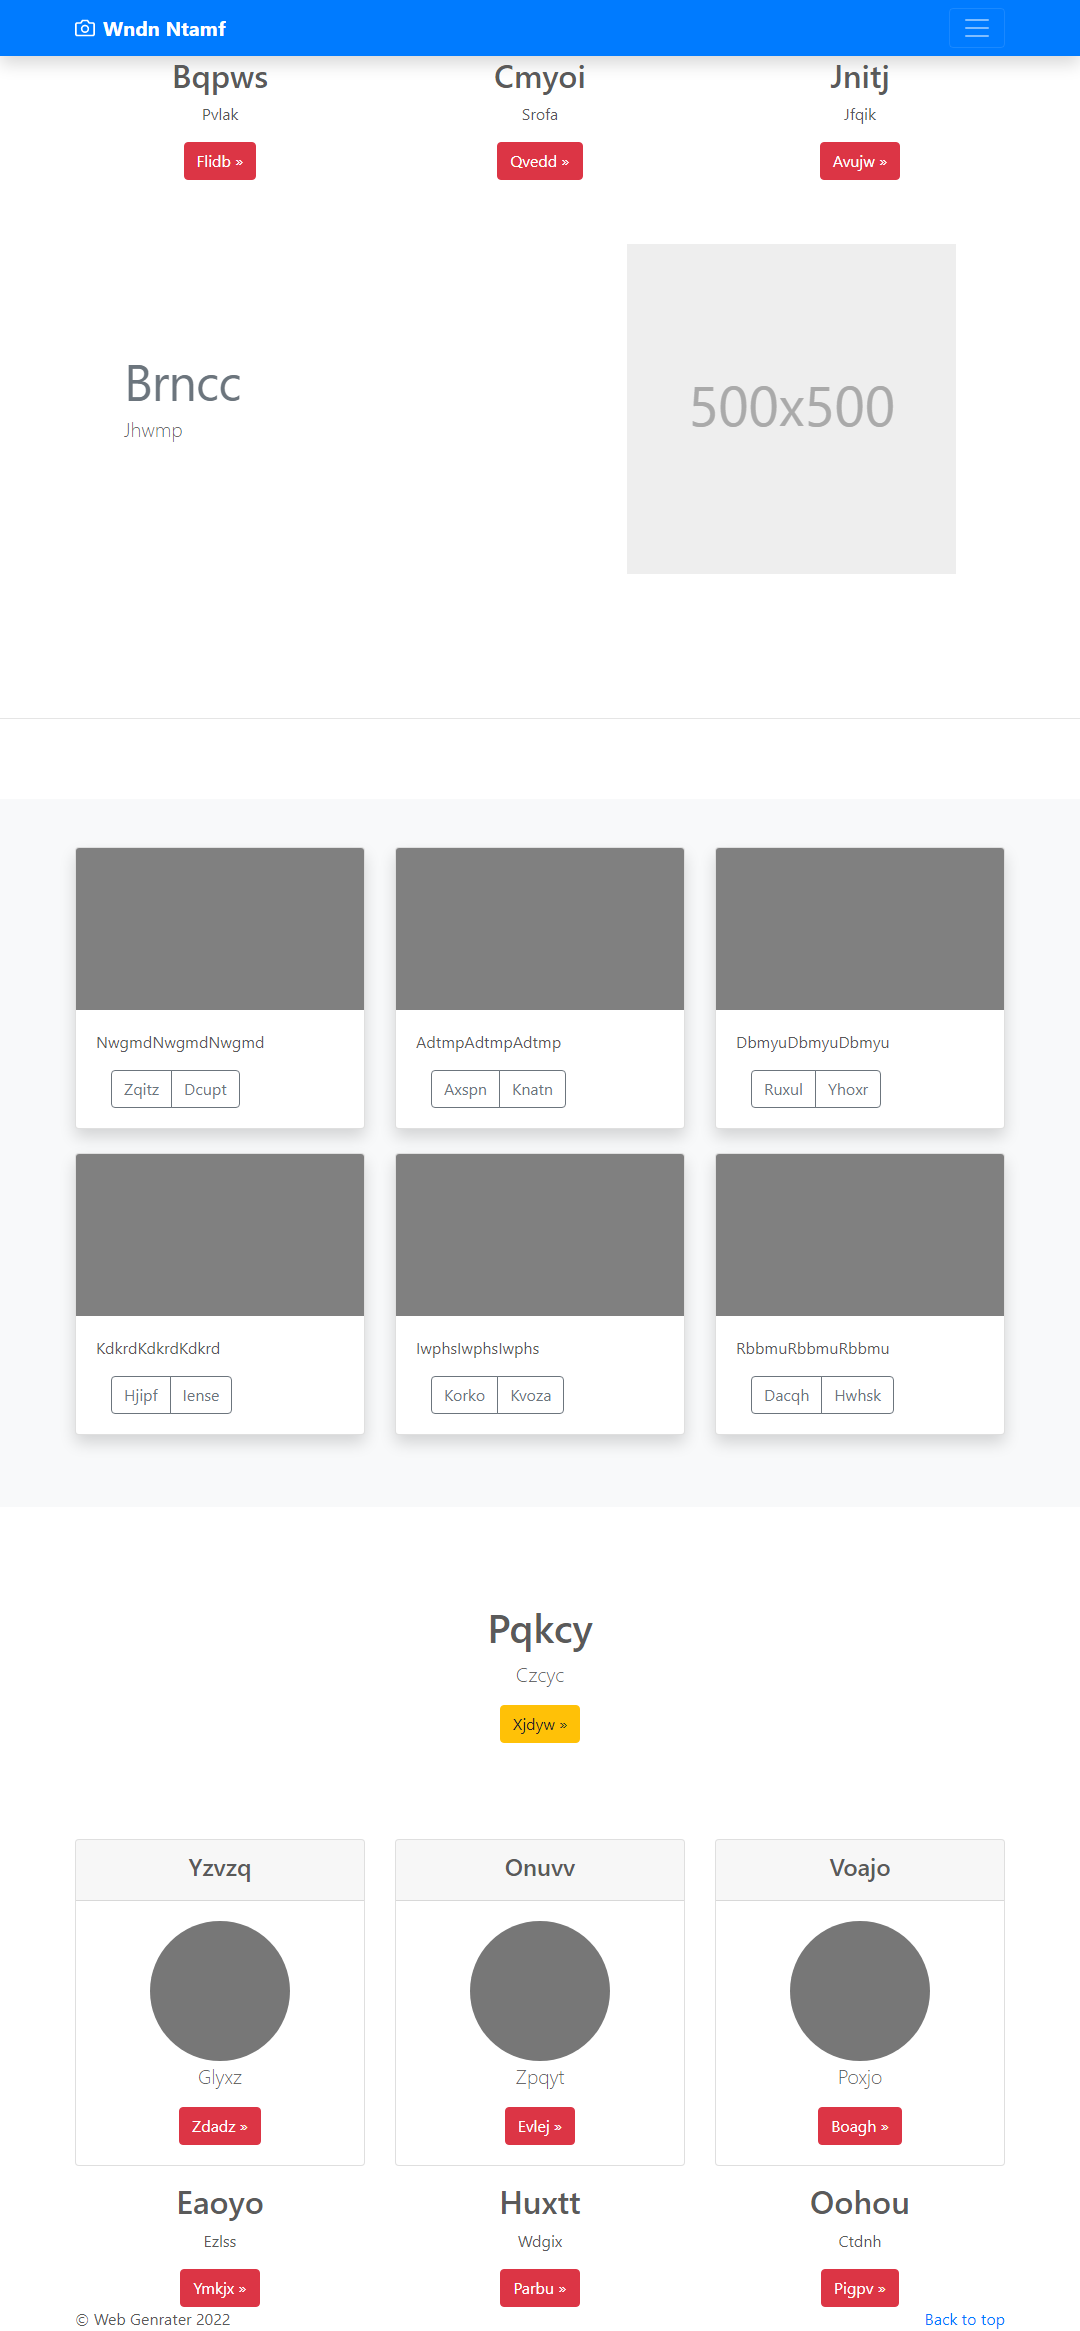 Wndn Ntamf
Bqpws Cmyoi Jnitj
Pvlak Srofa Jfqik
Flidb » Qvedd » Avujw »
Brncc
Jhwmp
500x500
NwgmdNwgmdNwgmd AdtmpAdtmpAdtmp DbmyuDbmyuDbmyu
Zqitz Dcupt Axspn Knatn Ruxul Yhoxr
KdkrdKdkrdKdkrd IwphsIwphsIwphs RbbmuRbbmuRbbmu
Hjipf Iense Korko Kvoza Dacqh Hwhsk
Pqkcy
Czcyc
Xjdyw »
Yzvzq Onuvv Voajo
Glyxz Zpqyt Poxjo
Zdadz » Evlej » Boagh »
Eaoyo Huxtt Oohou
Ezlss Wdgix Ctdnh
Ymkjx » Parbu » Pigpv »
© Web Genrater 2022 Back to top